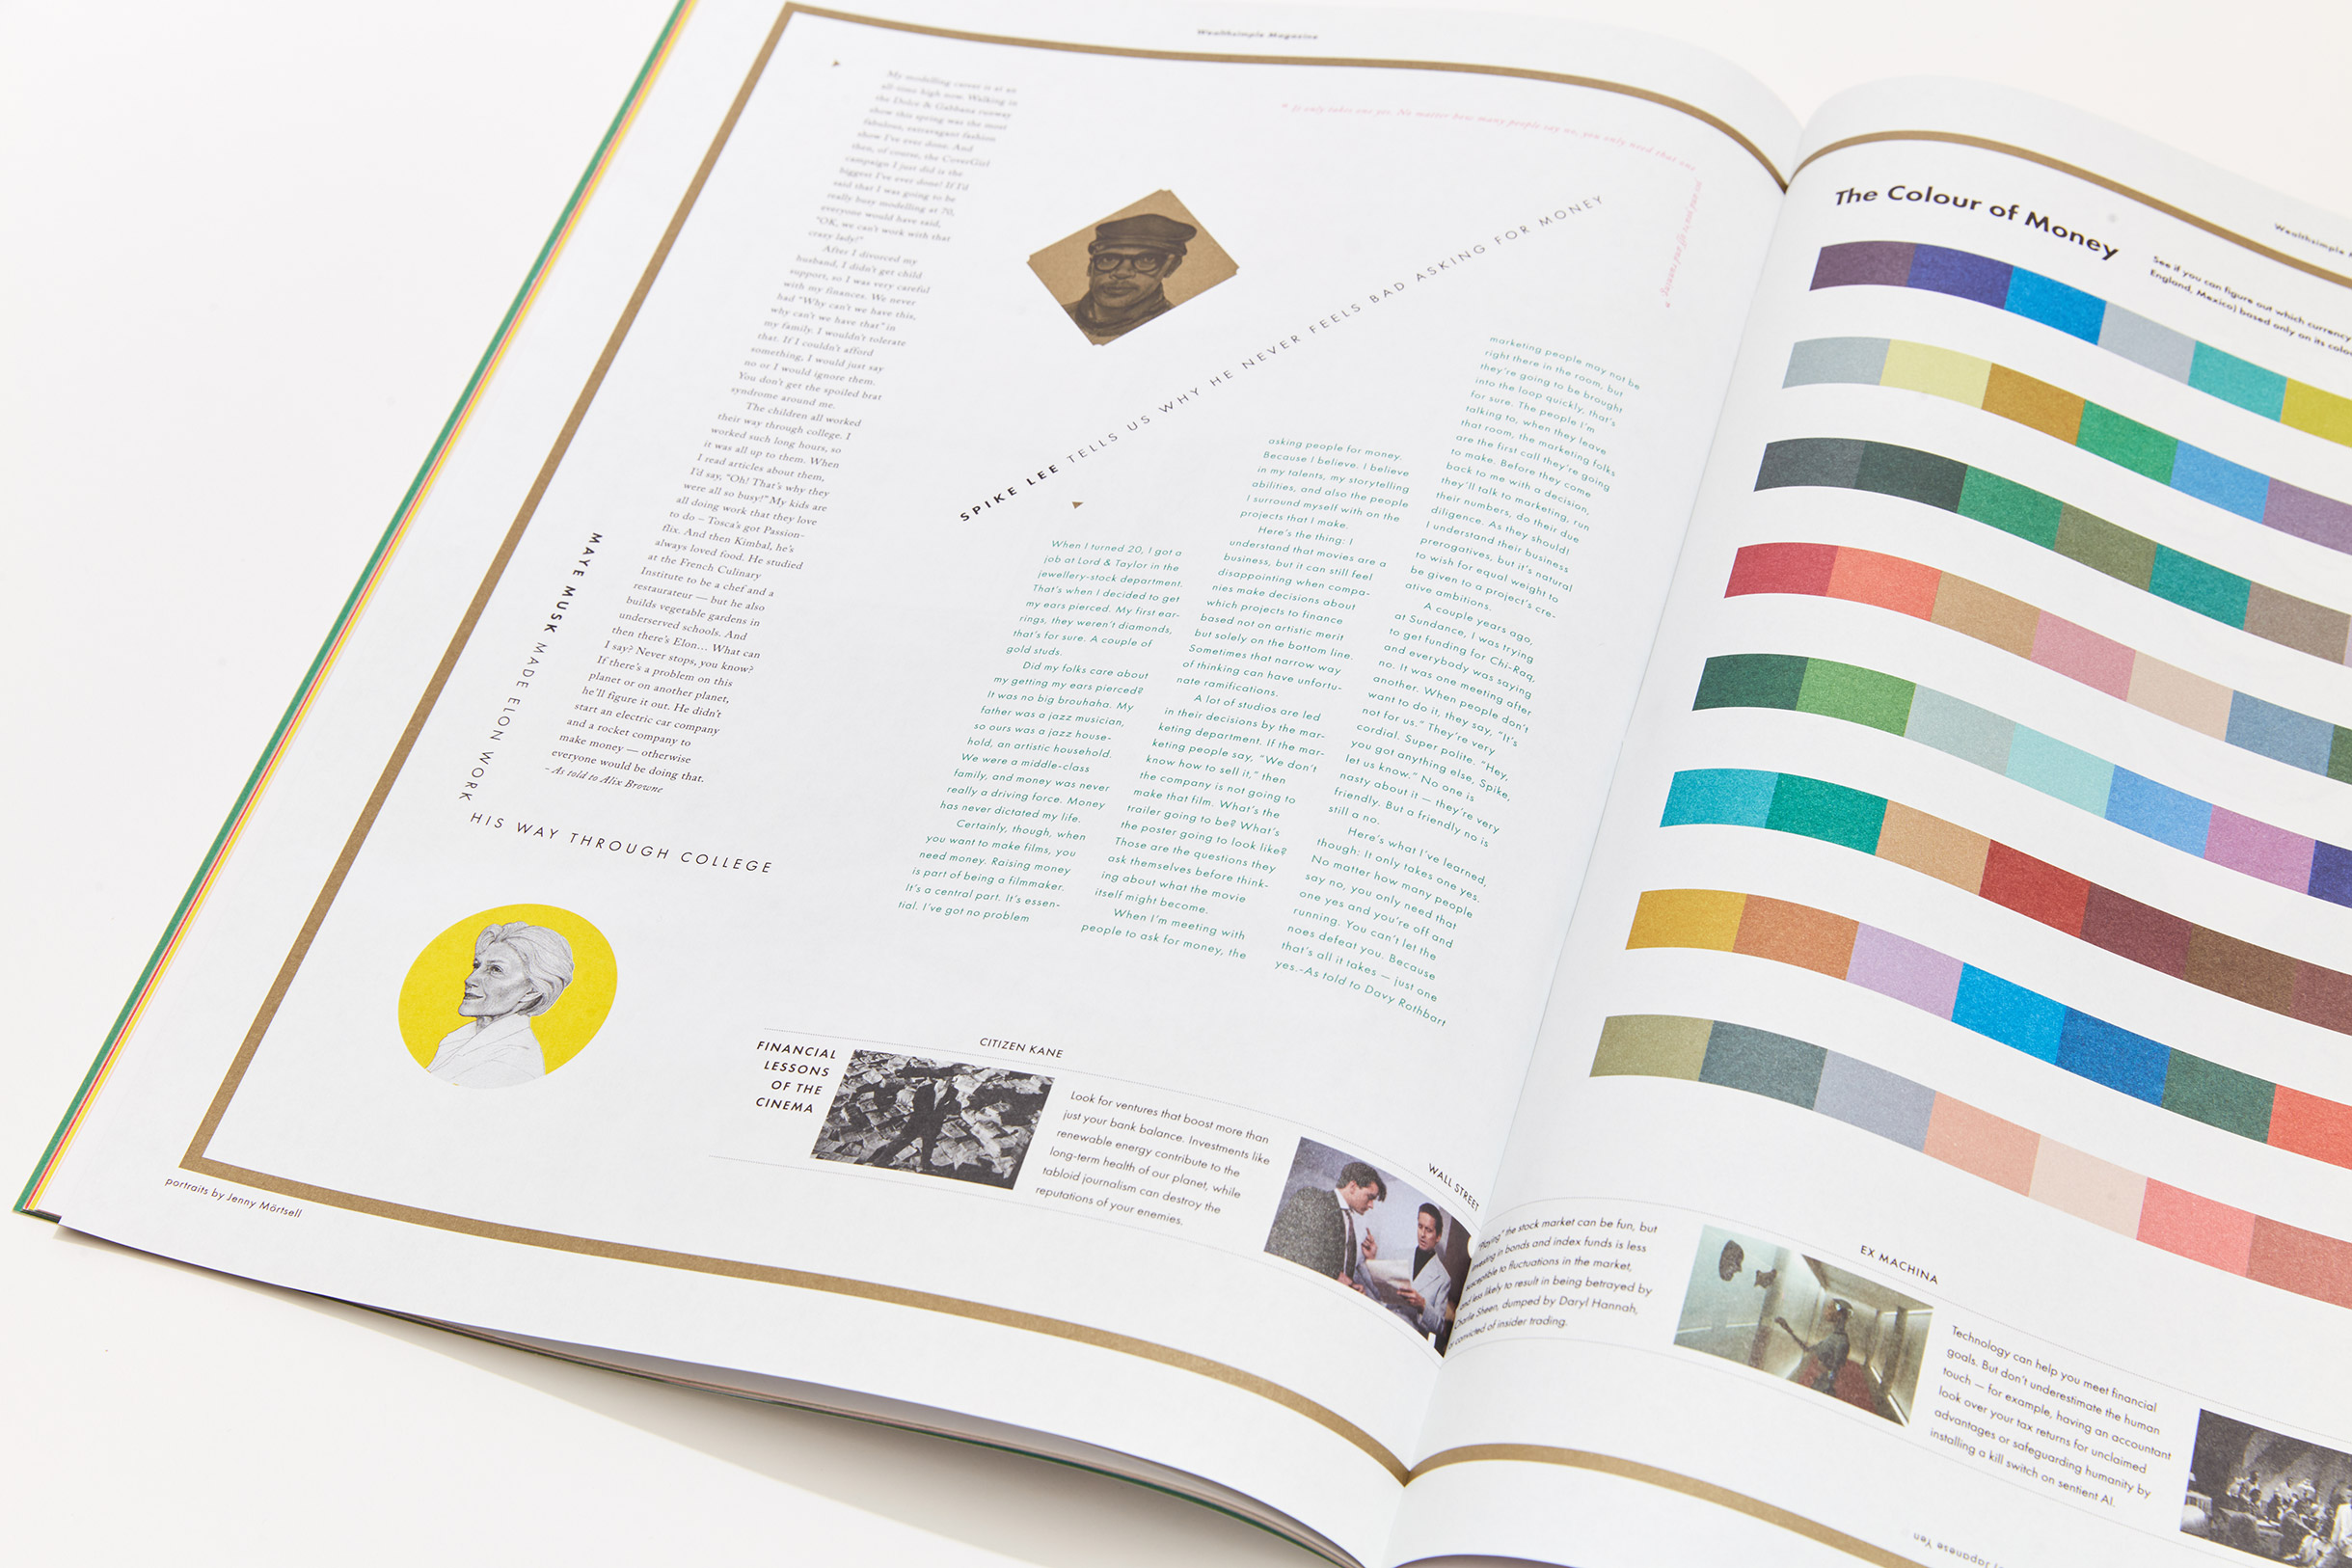 Wealthsimple Magazine
My modelling career is at an
all-time high now. Walking in
the Dolce & Gabbana runway
show this spring was the most
fabulous, extravagant fashion
show I've ever done. And
then, of course, the CoverGirl
campaign I just did is the
biggest I've ever done! If I'd
said that I was going to be
really busy modelling at 70,
everyone would have said,
"OK, we can't work with that
crazy lady!"
After I divorced my
husband, I didn't get child
support, so I was very careful
with my finances. We never
had "Why can't we have this,
why can't we have that" in
my family. I wouldn't tolerate
that. If I couldn't afford
something, I would just say
no or I would ignore them.
You don't get the spoiled brat
syndrome around me.
The children all worked
their way through college. I
worked such long hours, so
it was all up to them. When
I read articles about them,
I'd say, "Oh! That's why they
were all so busy!" My kids are
all doing work that they love
to do – Tosca's got Passion-
flix. And then Kimbal, he's
always loved food. He studied
at the French Culinary
Institute to be a chef and a
restaurateur — but he also
builds vegetable gardens in
underserved schools. And
then there's Elon... What can
I say? Never stops, you know?
If there's a problem on this
planet or on another planet,
he'll figure it out. He didn't
start an electric car company
and a rocket company to
make money — otherwise
everyone would be doing that.
– As told to Alix Browne
MAYE MUSK MADE ELON WORK
HIS WAY THROUGH COLLEGE
portraits by Jenny Mörtsell
"It only takes one yes. No matter how many people say no, you only need that one
yes and you're off and running."
SPIKE LEE TELLS US WHY HE NEVER FEELS BAD ASKING FOR MONEY
When I turned 20, I got a
job at Lord & Taylor in the
jewellery-stock department.
That's when I decided to get
my ears pierced. My first ear-
rings, they weren't diamonds,
that's for sure. A couple of
gold studs.
Did my folks care about
my getting my ears pierced?
It was no big brouhaha. My
father was a jazz musician,
so ours was a jazz house-
hold, an artistic household.
We were a middle-class
family, and money was never
really a driving force. Money
has never dictated my life.
Certainly, though, when
you want to make films, you
need money. Raising money
is part of being a filmmaker.
It's a central part. It's essen-
tial. I've got no problem
asking people for money.
Because I believe. I believe
in my talents, my storytelling
abilities, and also the people
I surround myself with on the
projects that I make.
Here's the thing: I
understand that movies are a
business, but it can still feel
disappointing when compa-
nies make decisions about
which projects to finance
based not on artistic merit
but solely on the bottom line.
Sometimes that narrow way
of thinking can have unfortu-
nate ramifications.
A lot of studios are led
in their decisions by the mar-
keting department. If the mar-
keting people say, "We don't
know how to sell it," then
the company is not going to
make that film. What's the
trailer going to be? What's
the poster going to look like?
Those are the questions they
ask themselves before think-
ing about what the movie
itself might become.
When I'm meeting with
people to ask for money, the
marketing people may not be
right there in the room, but
they're going to be brought
into the loop quickly, that's
for sure. The people I'm
talking to, when they leave
that room, the marketing folks
are the first call they're going
to make. Before they come
back to me with a decision,
they'll talk to marketing, run
their numbers, do their due
diligence. As they should!
I understand their business
prerogatives, but it's natural
to wish for equal weight to
be given to a project's cre-
ative ambitions.
A couple years ago,
at Sundance, I was trying
to get funding for Chi-Raq,
and everybody was saying
no. It was one meeting after
another. When people don't
want to do it, they say, "It's
not for us." They're very
cordial. Super polite. "Hey,
you got anything else, Spike,
let us know." No one is
nasty about it — they're very
friendly. But a friendly no is
still a no.
Here's what I've learned,
though: It only takes one yes.
No matter how many people
say no, you only need that
one yes and you're off and
running. You can't let the
noes defeat you. Because
that's all it takes — just one
yes.–As told to Davy Rothbart
FINANCIAL
LESSONS
OF THE
CINEMA
CITIZEN KANE
Look for ventures that boost more than
just your bank balance. Investments like
renewable energy contribute to the
long-term health of our planet, while
tabloid journalism can destroy the
reputations of your enemies.
WALL STREET
"Playing" the stock market can be fun, but
investing in bonds and index funds is less
susceptible to fluctuations in the market,
and less likely to result in being betrayed by
Charlie Sheen, dumped by Daryl Hannah,
or convicted of insider trading.
EX MACHINA
Technology can help you meet financial
goals. But don't underestimate the human
touch — for example, having an accountant
look over your tax returns for unclaimed
advantages or safeguarding humanity by
installing a kill switch on sentient AI.
Wealthsimple
The Colour of Money
See if you can figure out which currency
England, Mexico) based only on its
Japanese Yen